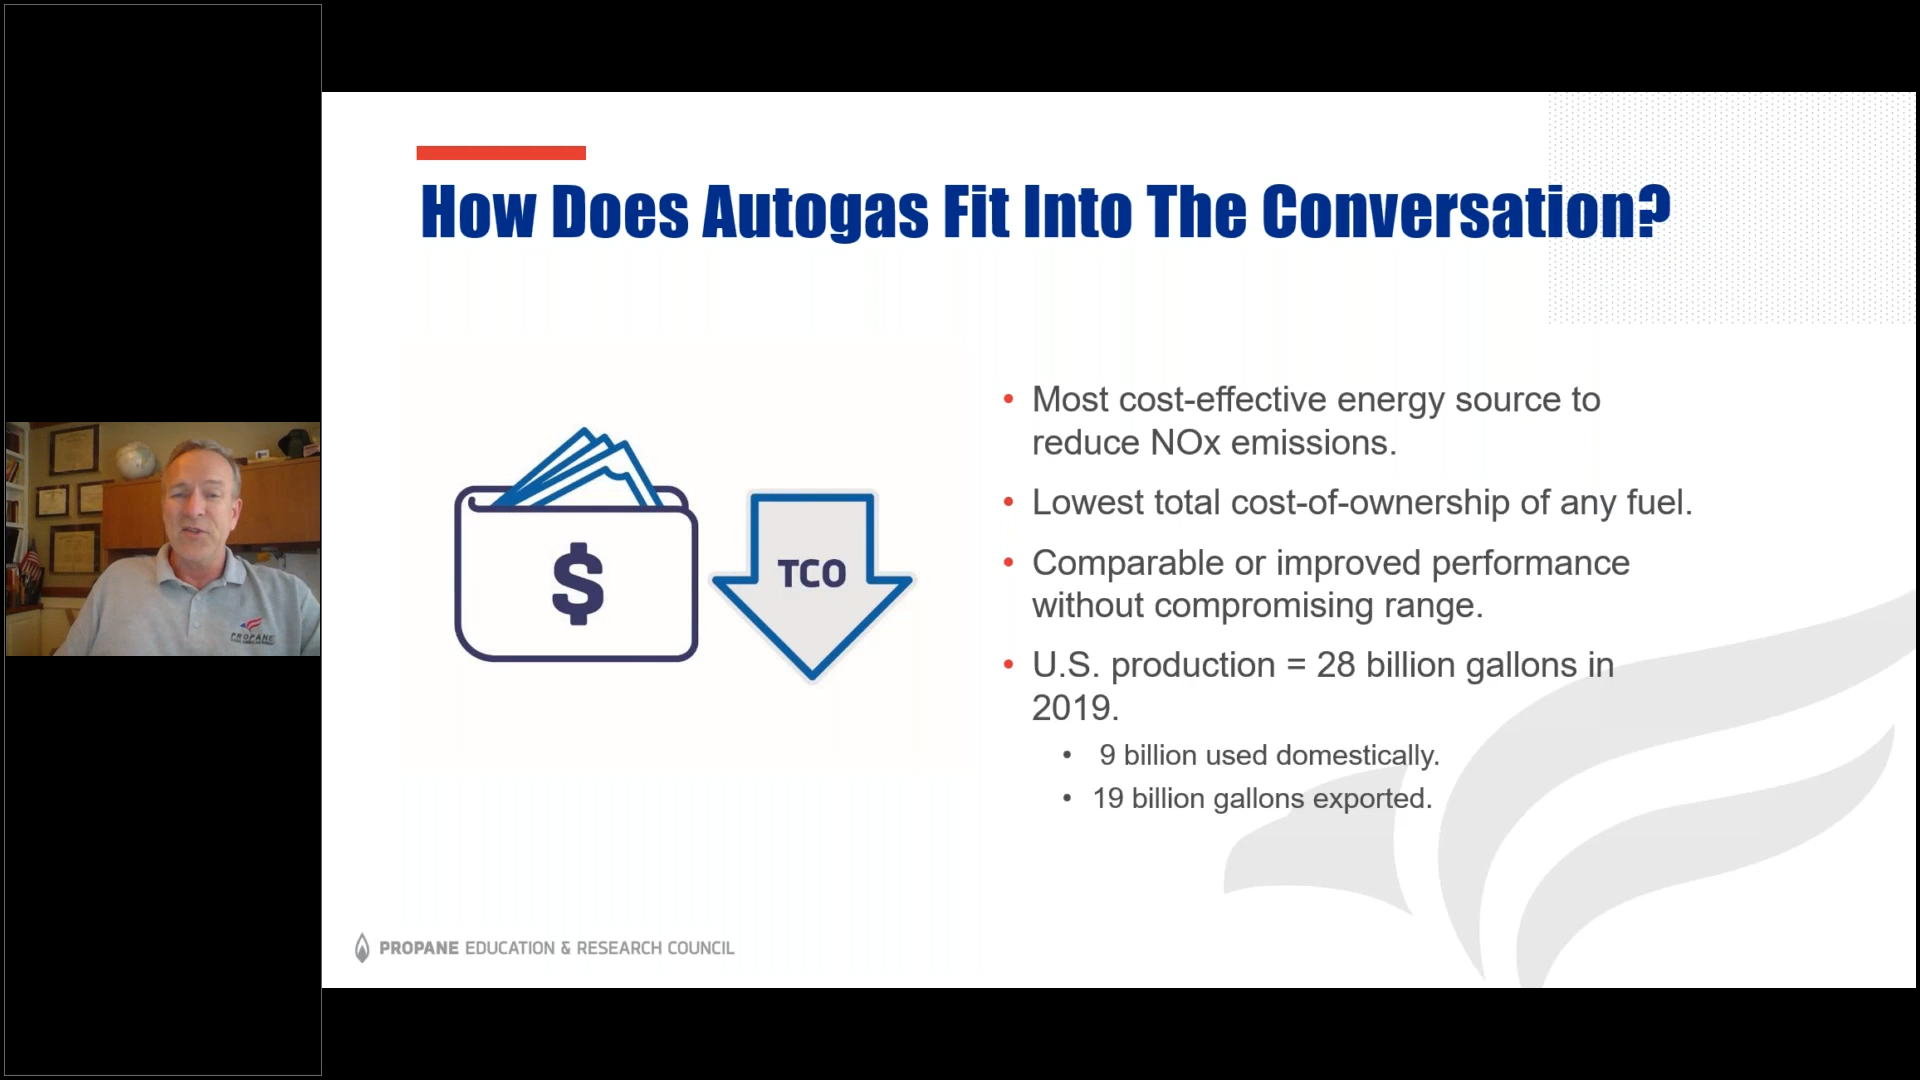 How Does Autogas Fit Into The Conversation?
$
TCO
• Most cost-effective energy source to
reduce NOx emissions.
• Lowest total cost-of-ownership of any fuel.
• Comparable or improved performance
without compromising range.
• U.S. production = 28 billion gallons in
2019.
• 9 billion used domestically.
• 19 billion gallons exported.
PROPANE
PROPANE EDUCATION & RESEARCH COUNCIL